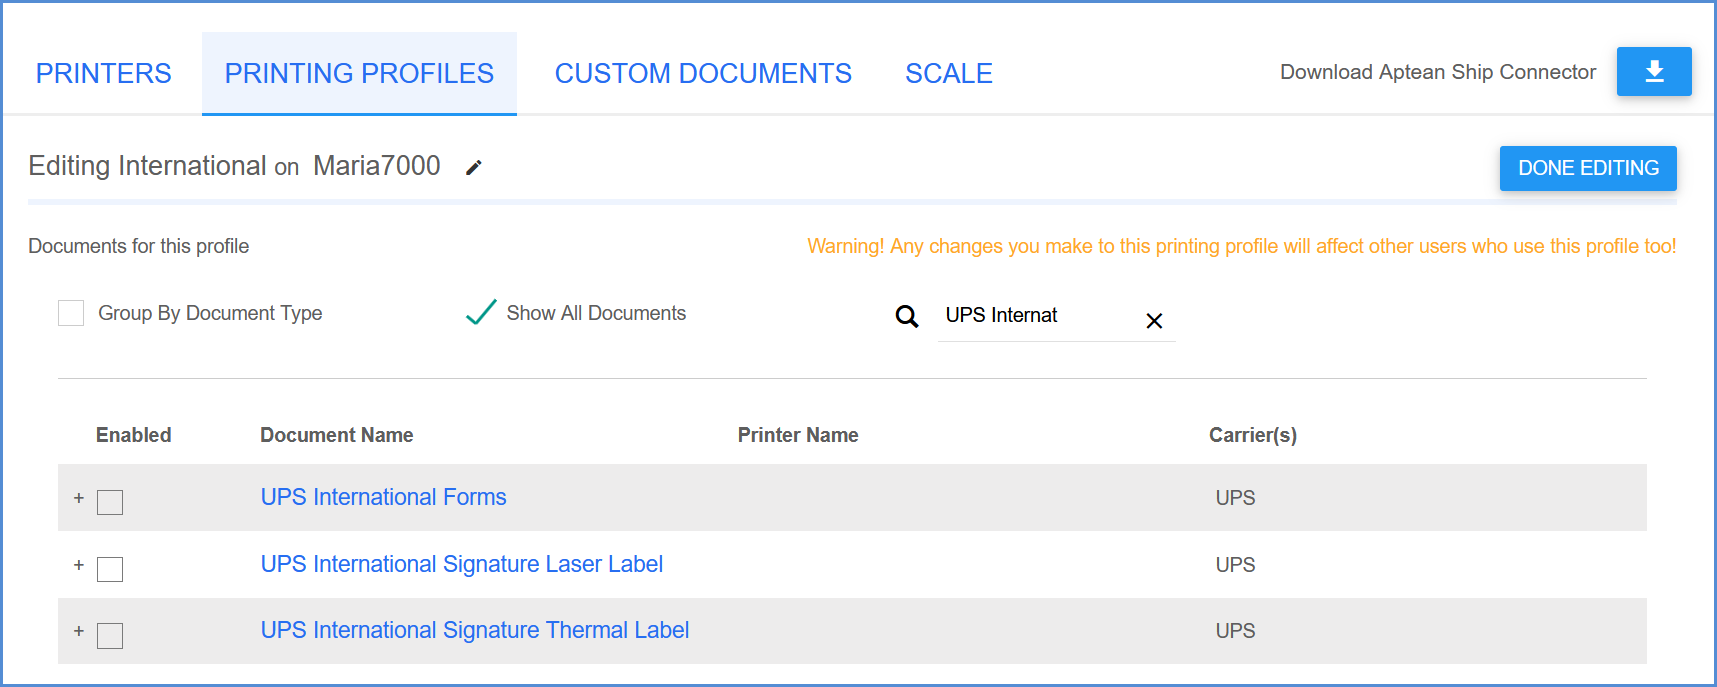 PRINTERS PRINTING PROFILES CUSTOM DOCUMENTS SCALE Download Aptean Ship Connector
Editing International on Maria7000 DONE EDITING
Documents for this profile Warning! Any changes you make to this printing profile will affect other users who use this profile too!
Group By Document Type Show All Documents UPS Internat
Enabled Document Name Printer Name Carrier(s)
+ UPS International Forms UPS
+ UPS International Signature Laser Label UPS
+ UPS International Signature Thermal Label UPS